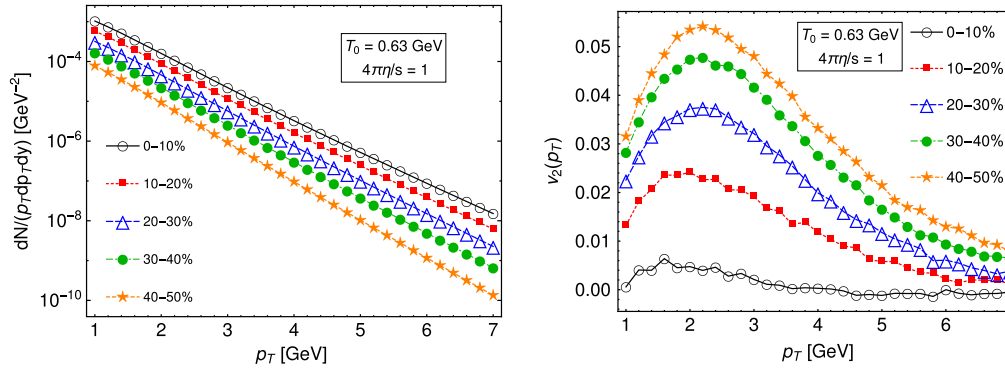 dN/(p_T dp_T dy) [GeV⁻²]
10⁻⁴
10⁻⁶
10⁻⁸
10⁻¹⁰
T₀ = 0.63 GeV
4πη/s = 1
0–10%
10–20%
20–30%
30–40%
40–50%
1 2 3 4 5 6 7
p_T [GeV]
v₂(p_T)
0.05
0.04
0.03
0.02
0.01
0.00
T₀ = 0.63 GeV
4πη/s = 1
0–10%
10–20%
20–30%
30–40%
40–50%
1 2 3 4 5 6
p_T [GeV]